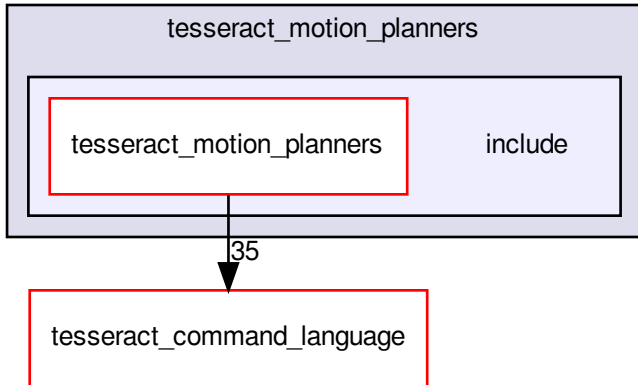 tesseract_motion_planners
tesseract_motion_planners
include
35
tesseract_command_language